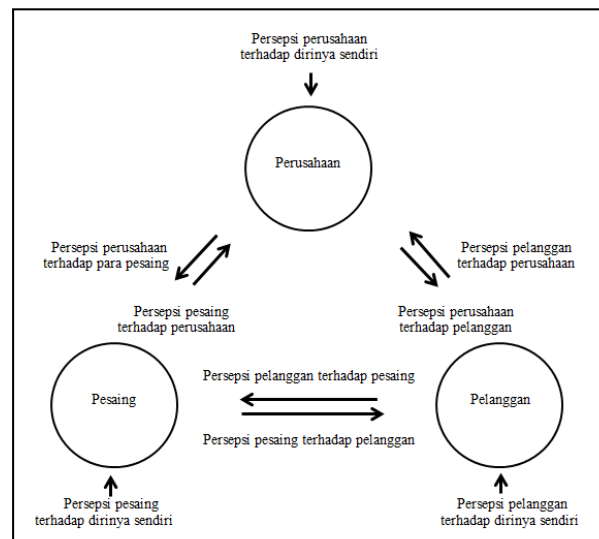 Persepsi perusahaan
terhadap dirinya sendiri
Perusahaan
Persepsi perusahaan
terhadap para pesaing
Persepsi pelanggan
terhadap perusahaan
Persepsi pesaing
terhadap perusahaan
Persepsi perusahaan
terhadap pelanggan
Persepsi pelanggan terhadap pesaing
Pesaing
Pelanggan
Persepsi pesaing terhadap pelanggan
Persepsi pesaing
terhadap dirinya sendiri
Persepsi pelanggan
terhadap dirinya sendiri